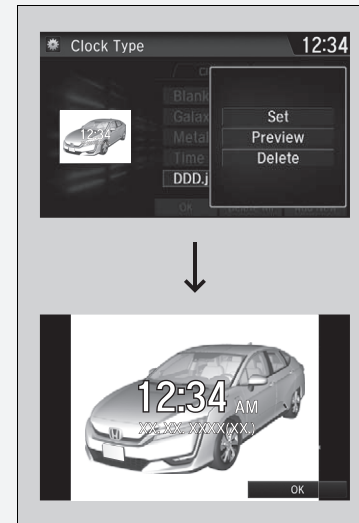 Clock Type 12:34
Blank
Galax
Metal
Time
DDD.j
Set
Preview
Delete
12:34
OK
12:34 AM
XX. XX. XXXX(XX.)
OK